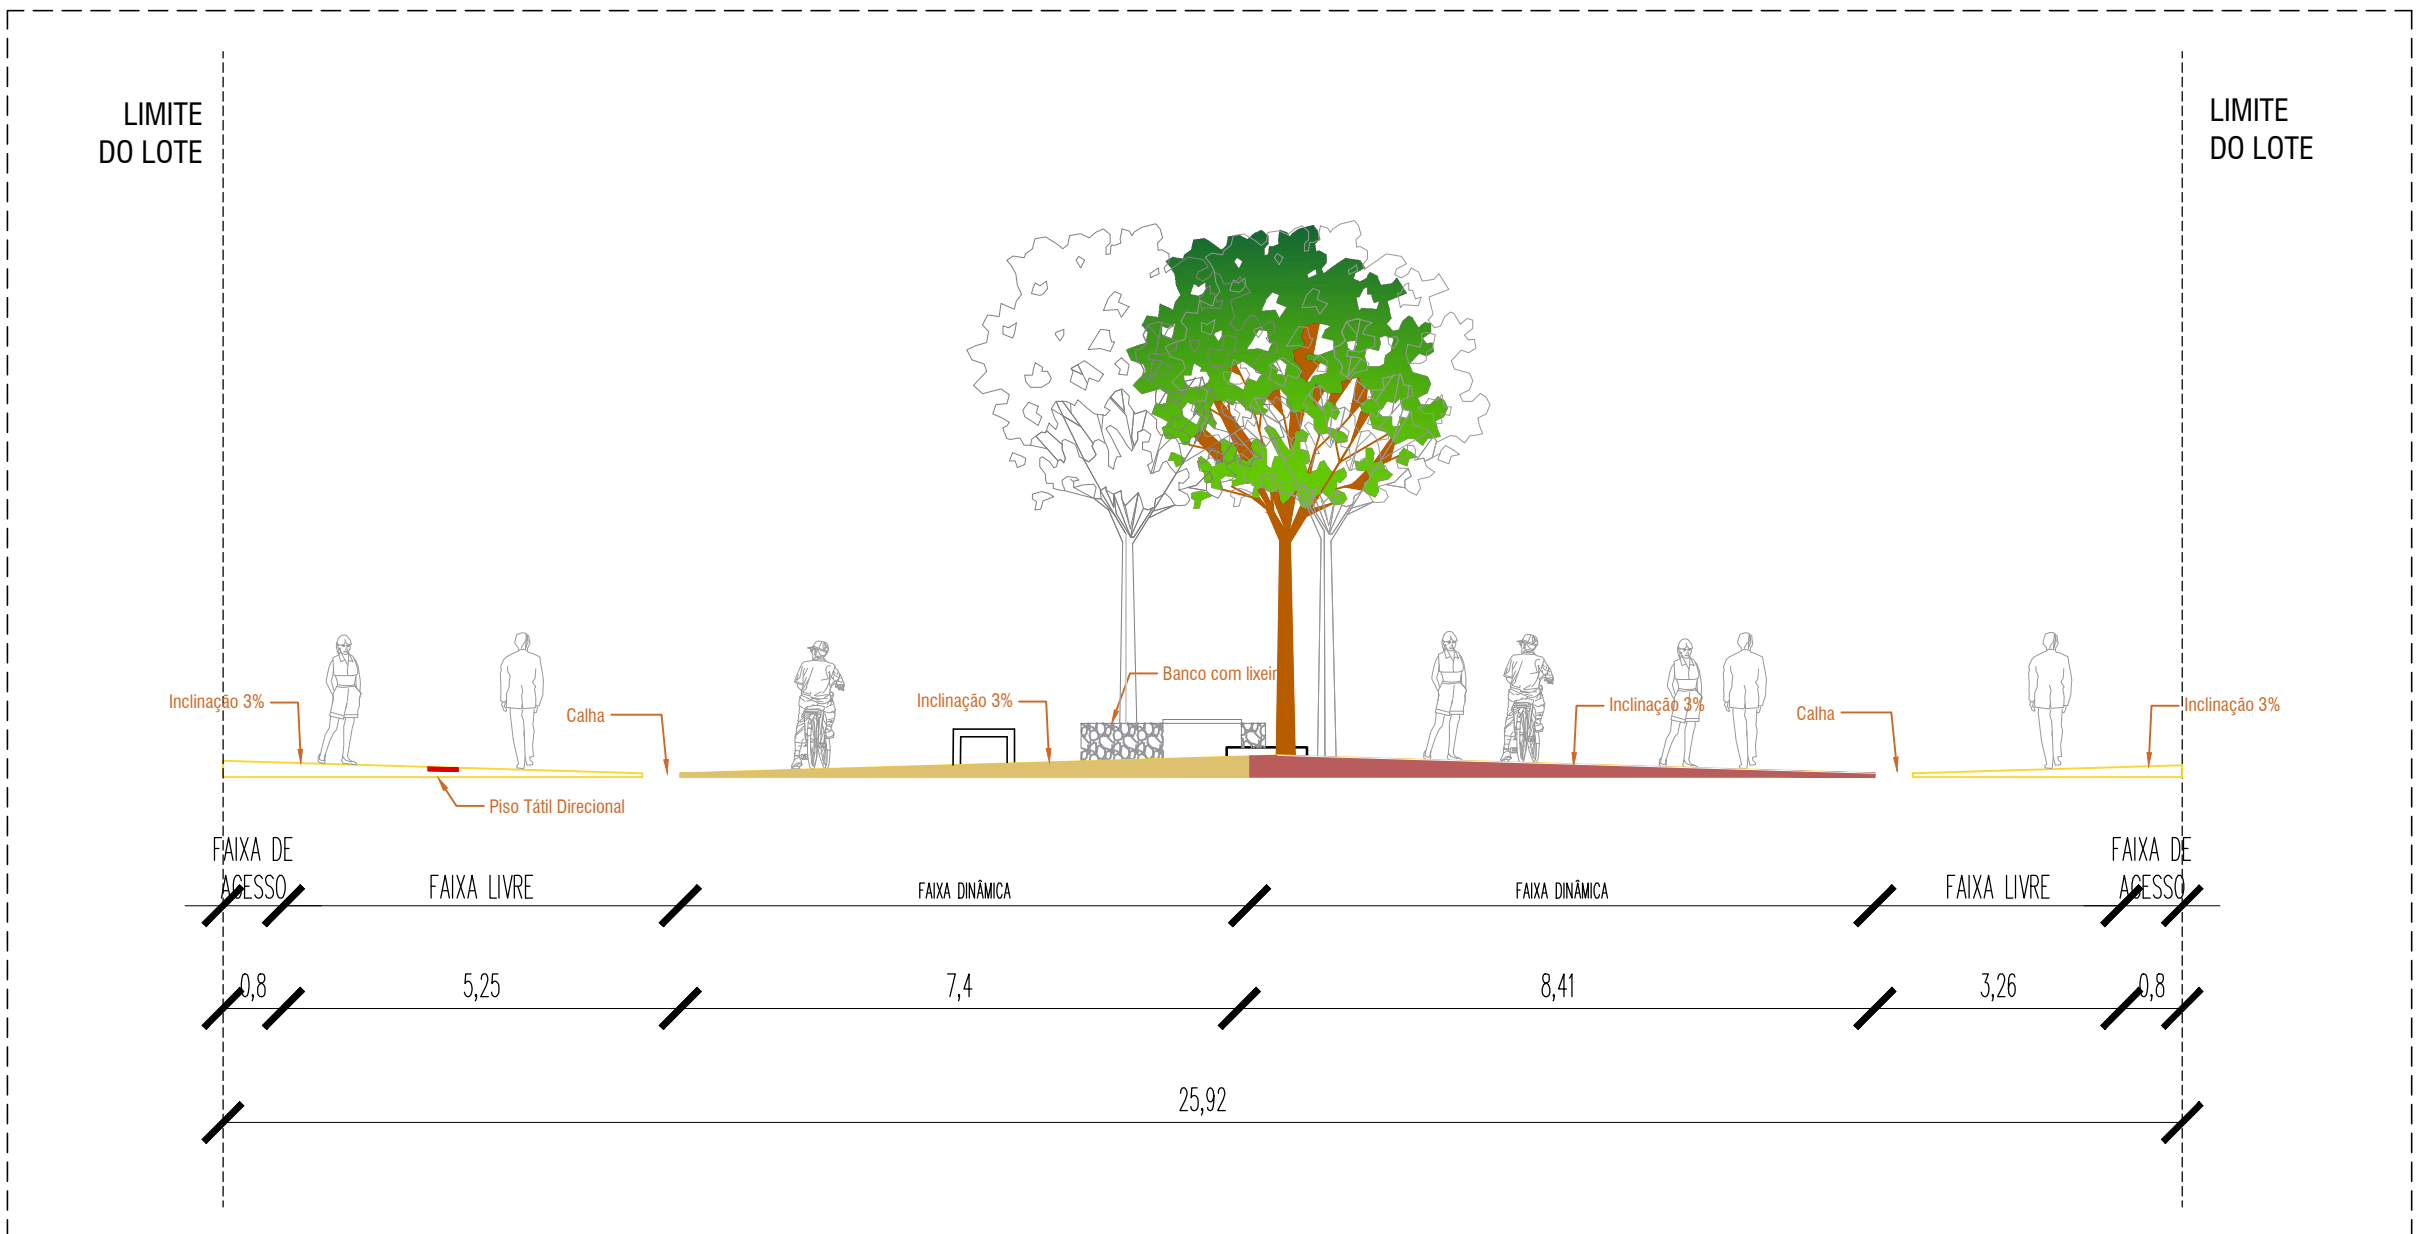 LIMITE
DO LOTE
LIMITE
DO LOTE
Banco com lixeir
Inclinação 3%
Calha
Inclinação 3%
Inclinação 3%
Calha
Inclinação 3%
Piso Tátil Direcional
FAIXA DE
ACESSO
FAIXA LIVRE
FAIXA DINÂMICA
FAIXA DINÂMICA
FAIXA LIVRE
FAIXA DE
ACESSO
0,8
5,25
7,4
8,41
3,26
0,8
25,92